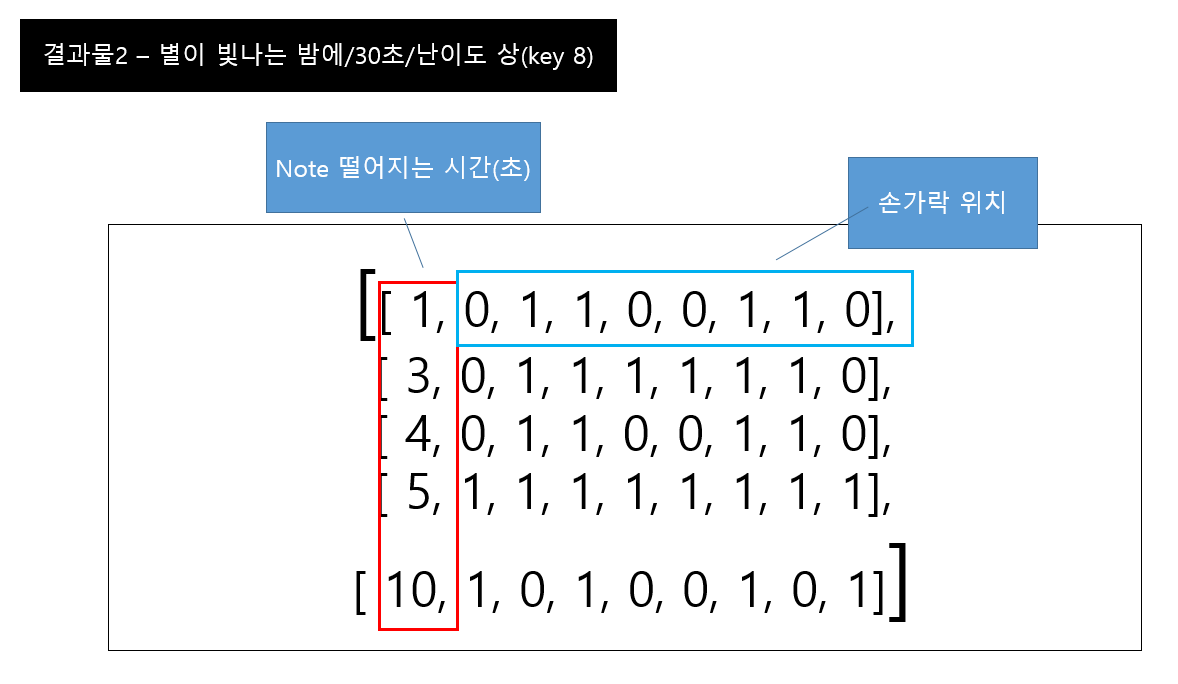 결과물2 – 별이 빛나는 밤에/30초/난이도 상(key 8)
Note 떨어지는 시간(초)
손가락 위치
[[ 1, 0, 1, 1, 0, 0, 1, 1, 0],
[ 3, 0, 1, 1, 1, 1, 1, 1, 0],
[ 4, 0, 1, 1, 0, 0, 1, 1, 0],
[ 5, 1, 1, 1, 1, 1, 1, 1, 1],
[ 10, 1, 0, 1, 0, 0, 1, 0, 1]]